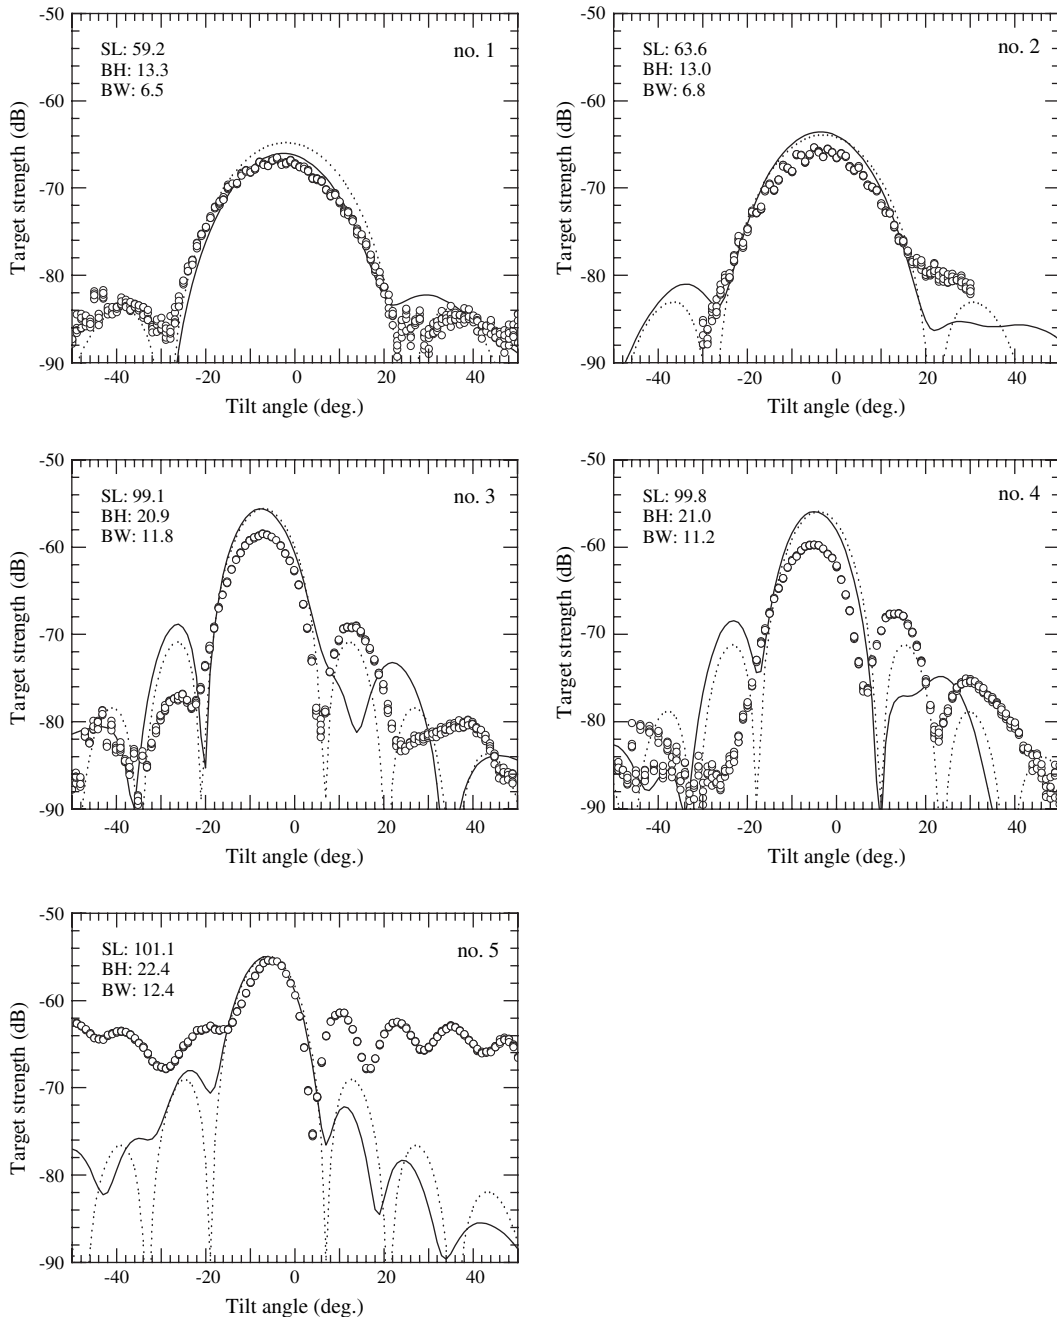 -50
-60
-70
-80
-90
Target strength (dB)
SL: 59.2
BH: 13.3
BW: 6.5
no. 1
-40
-20
0
20
40
Tilt angle (deg.)
-50
-60
-70
-80
-90
Target strength (dB)
SL: 63.6
BH: 13.0
BW: 6.8
no. 2
-40
-20
0
20
40
Tilt angle (deg.)
-50
-60
-70
-80
-90
Target strength (dB)
SL: 99.1
BH: 20.9
BW: 11.8
no. 3
-40
-20
0
20
40
Tilt angle (deg.)
-50
-60
-70
-80
-90
Target strength (dB)
SL: 99.8
BH: 21.0
BW: 11.2
no. 4
-40
-20
0
20
40
Tilt angle (deg.)
-50
-60
-70
-80
-90
Target strength (dB)
SL: 101.1
BH: 22.4
BW: 12.4
no. 5
-40
-20
0
20
40
Tilt angle (deg.)